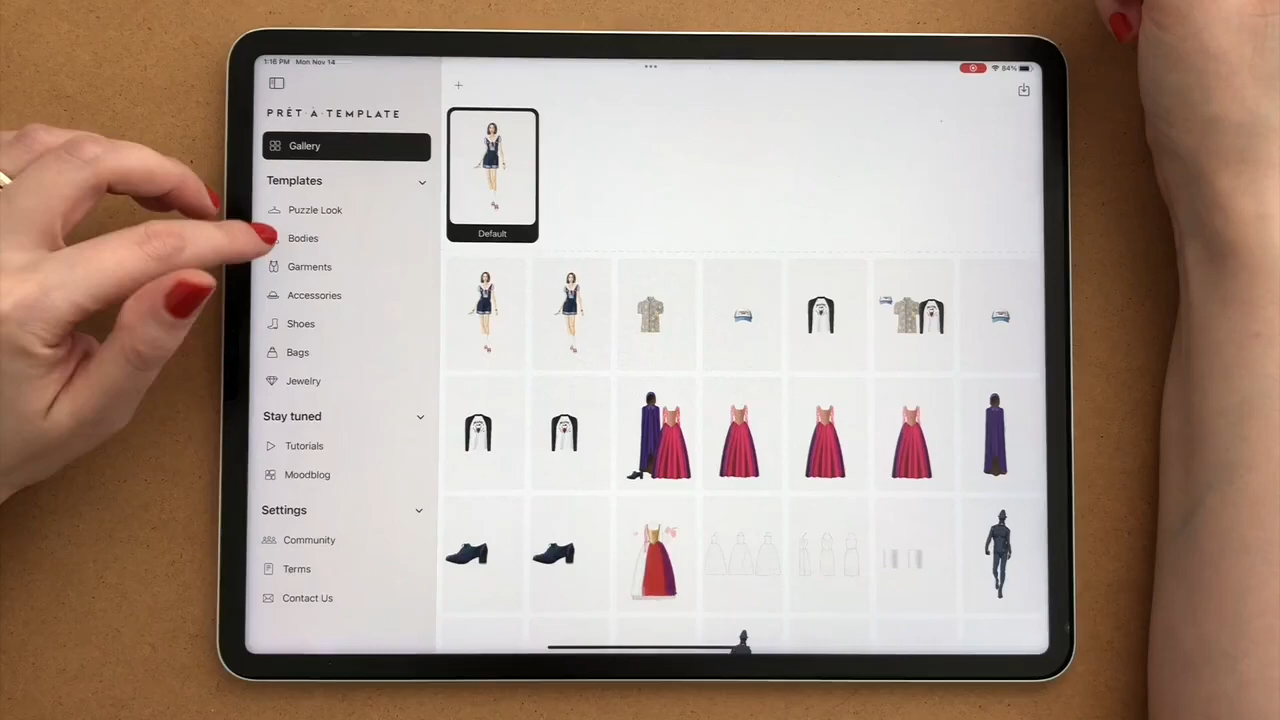 1:16 PM Mon Nov 14
84%
PRÊT·À·TEMPLATE
Gallery
Templates
Puzzle Look
Bodies
Garments
Accessories
Shoes
Bags
Jewelry
Stay tuned
Tutorials
Moodblog
Settings
Community
Terms
Contact Us
Default